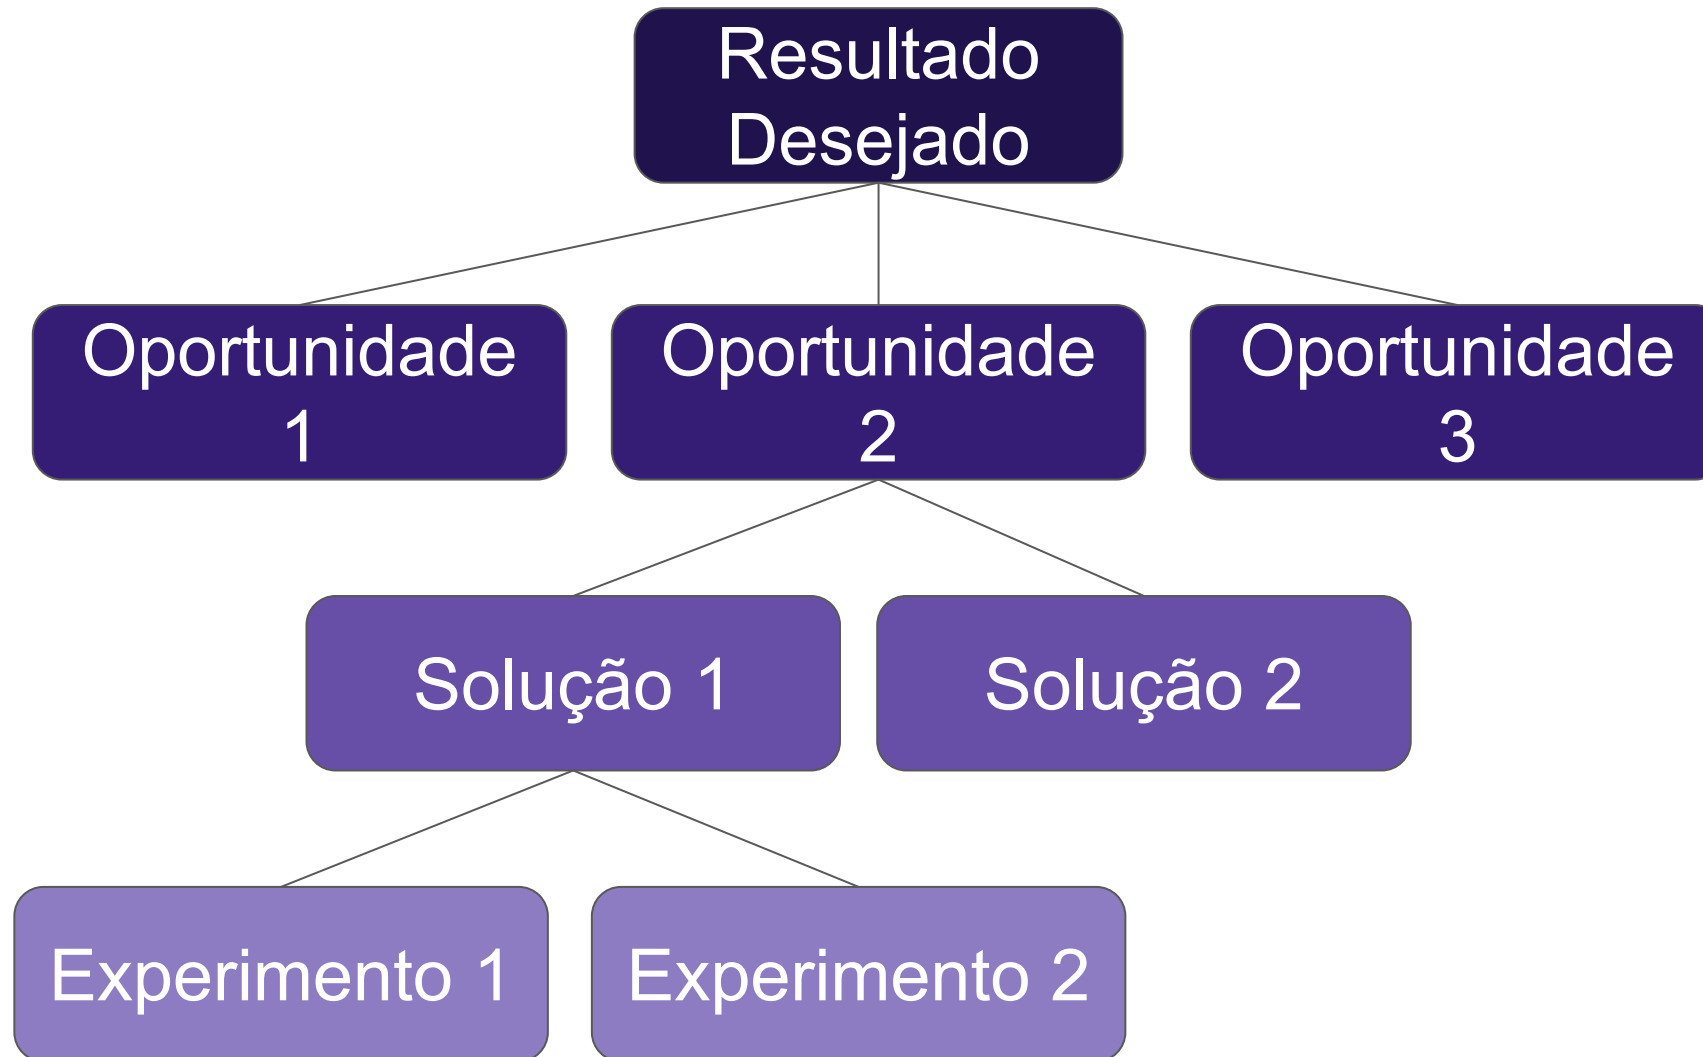 Resultado
Desejado
Oportunidade
1
Oportunidade
2
Oportunidade
3
Solução 1
Solução 2
Experimento 1
Experimento 2